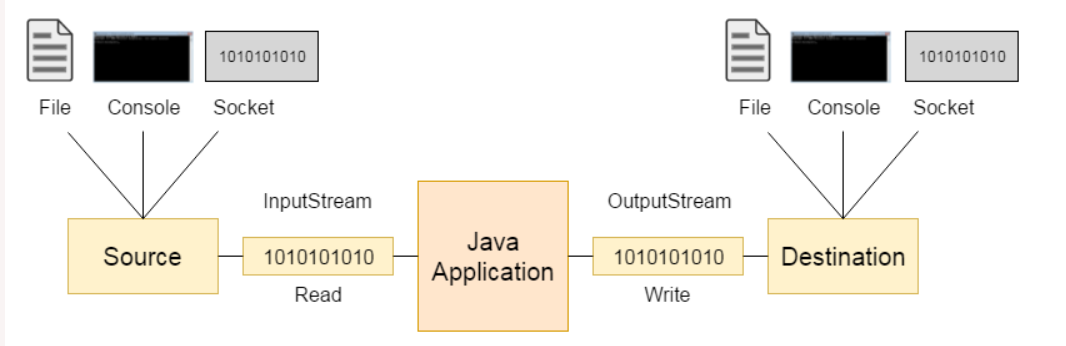 1010101010
1010101010
File Console Socket
File Console Socket
InputStream
OutputStream
Source
1010101010
Java
Application
1010101010
Destination
Read
Write